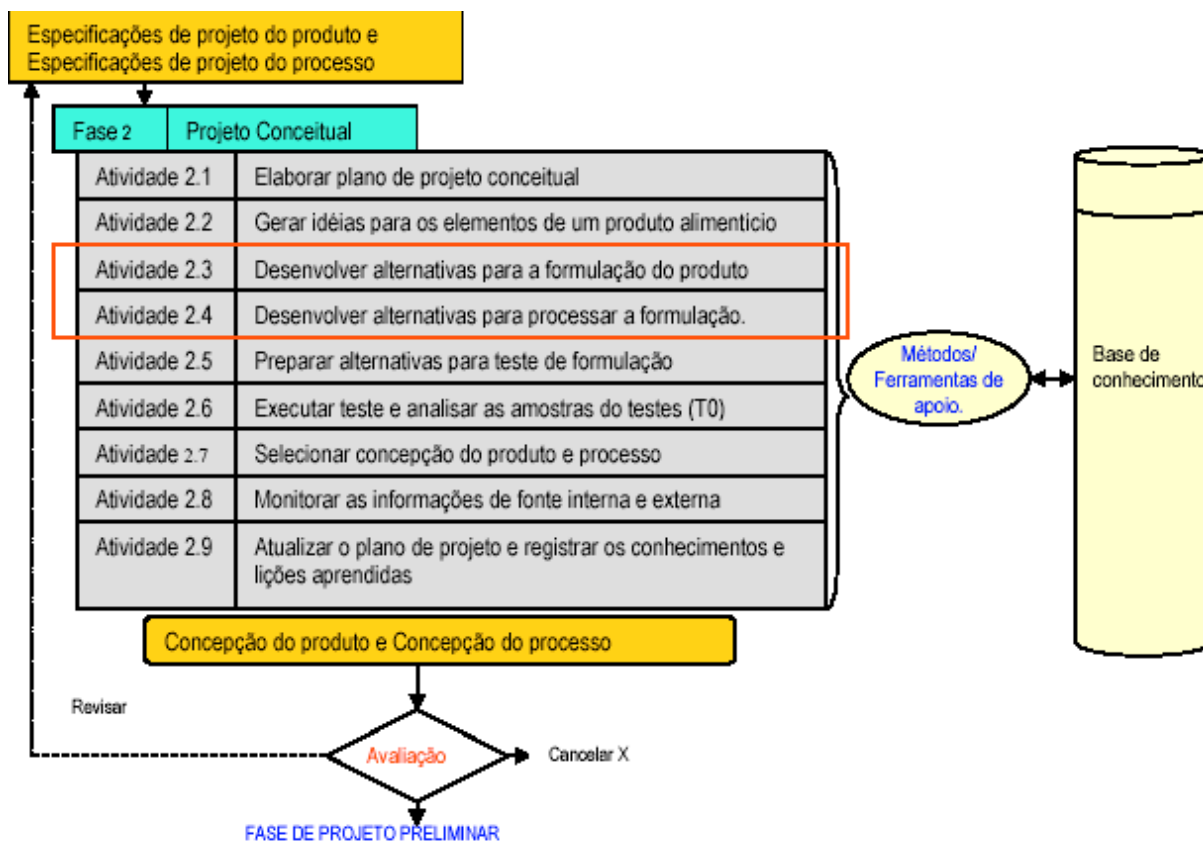 Especificações de projeto do produto e
Especificações de projeto do processo
Fase 2 Projeto Conceitual
Atividade 2.1 Elaborar plano de projeto conceitual
Atividade 2.2 Gerar idéias para os elementos de um produto alimentício
Atividade 2.3 Desenvolver alternativas para a formulação do produto
Atividade 2.4 Desenvolver alternativas para processar a formulação.
Atividade 2.5 Preparar alternativas para teste de formulação
Atividade 2.6 Executar teste e analisar as amostras do testes (T0)
Atividade 2.7 Selecionar concepção do produto e processo
Atividade 2.8 Monitorar as informações de fonte interna e externa
Atividade 2.9 Atualizar o plano de projeto e registrar os conhecimentos e
lições aprendidas
Métodos/
Ferramentas de
apoio.
Base de
conhecimento
Concepção do produto e Concepção do processo
Revisar
Avaliação
Cancelar X
FASE DE PROJETO PRELIMINAR